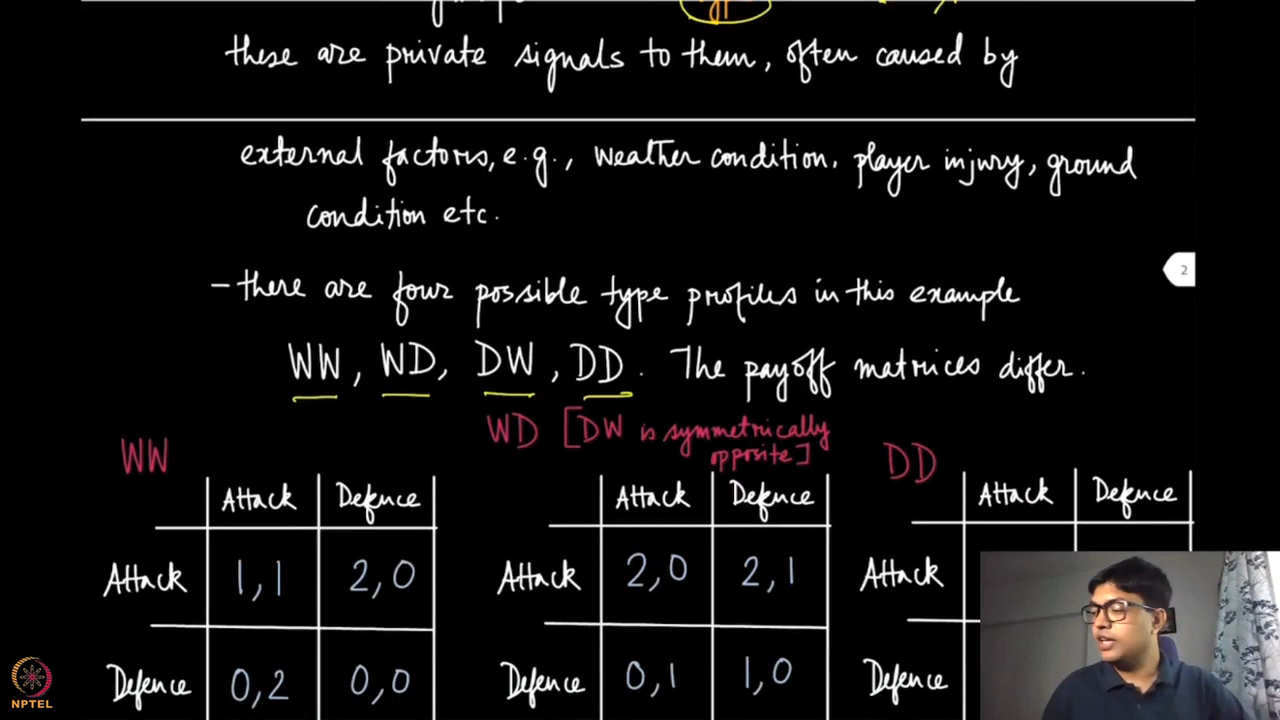 these are private signals to them, often caused by
external factors, e.g., weather condition, player injury, ground
condition etc.
- there are four possible type profiles in this example
WW, WD, DW, DD. The payoff matrices differ.
WW
WD [DW is symmetrically
opposite]
DD
Attack Defence
Attack 1,1 2,0
Defence 0,2 0,0
Attack Defence
Attack 2,0 2,1
Defence 0,1 1,0
Attack Defence
Attack
Defence
2
NPTEL